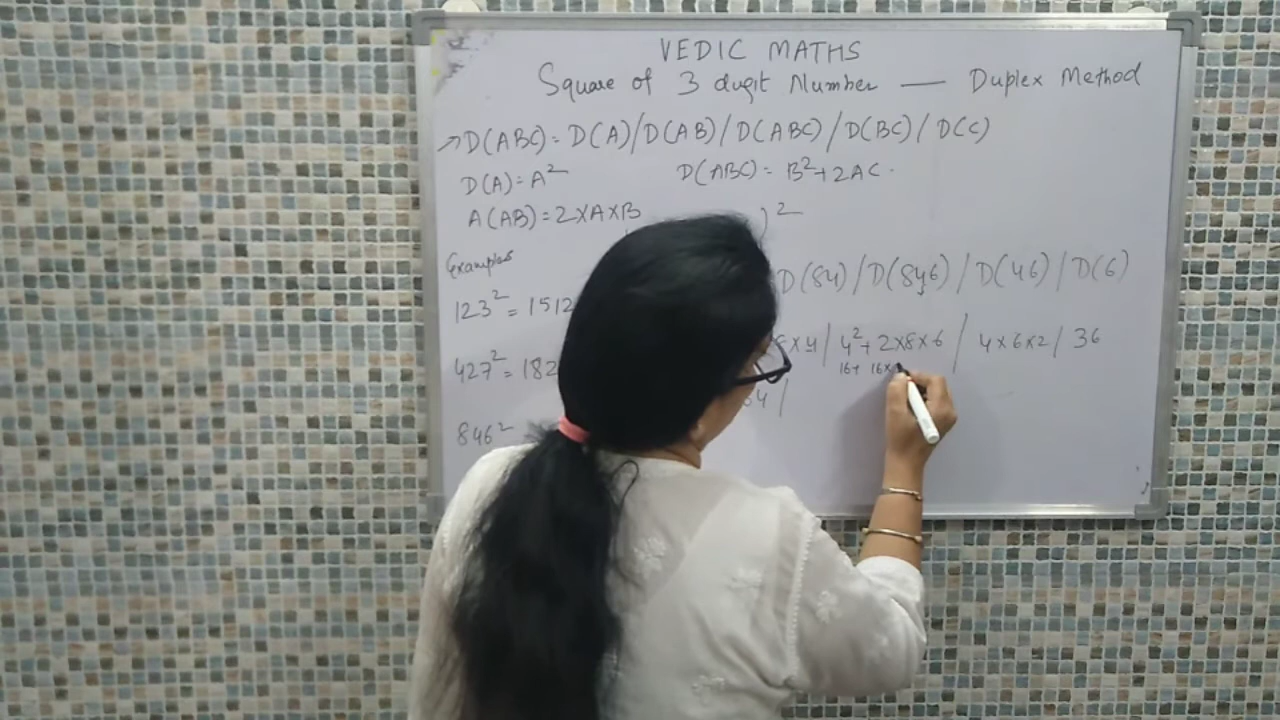 VEDIC MATHS
Square of 3 digit Number — Duplex Method
→ D(ABC) = D(A)/D(AB)/D(ABC)/D(BC)/D(C)
D(A) = A² D(ABC) = B²+2AC.
A(AB) = 2×A×B
)²
Examples
D(84)/D(846)/D(46)/D(6)
123² = 1512
8×4/ 4²+2×8×6 / 4×6×2/ 36
427² = 182
16+ 16×
64/
846²